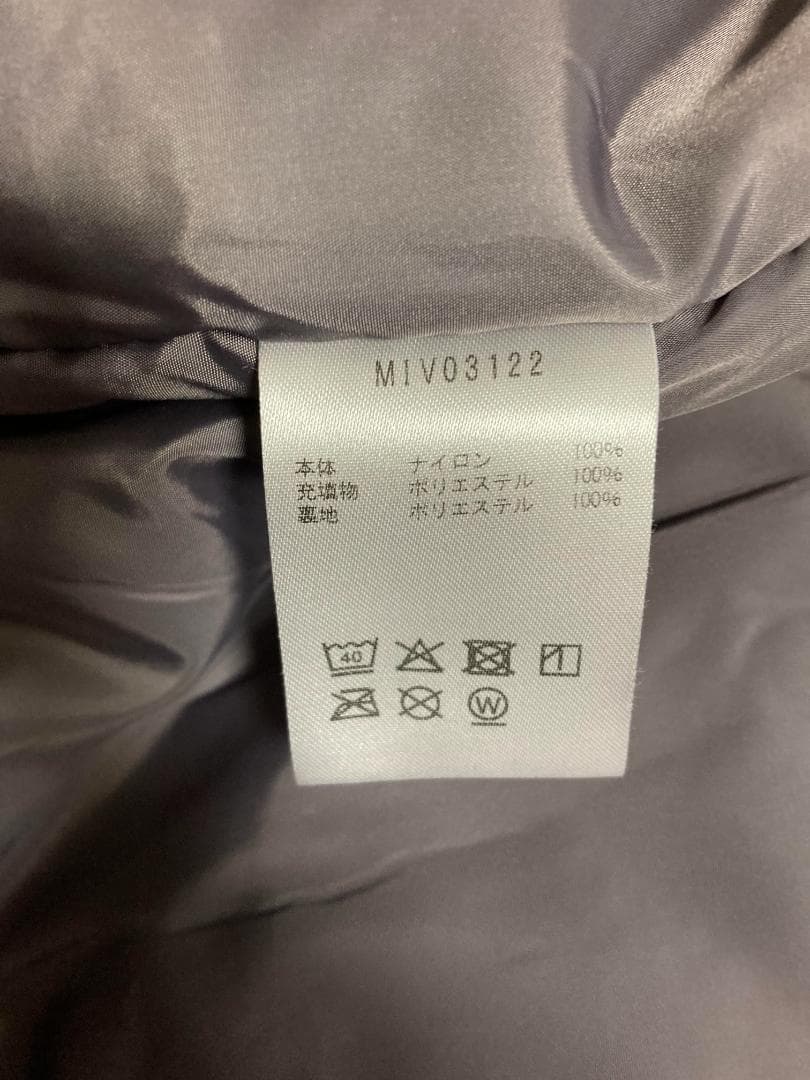 MIV03122
本体 ナイロン 100%
充填物 ポリエステル 100%
裏地 ポリエステル 100%
40
W